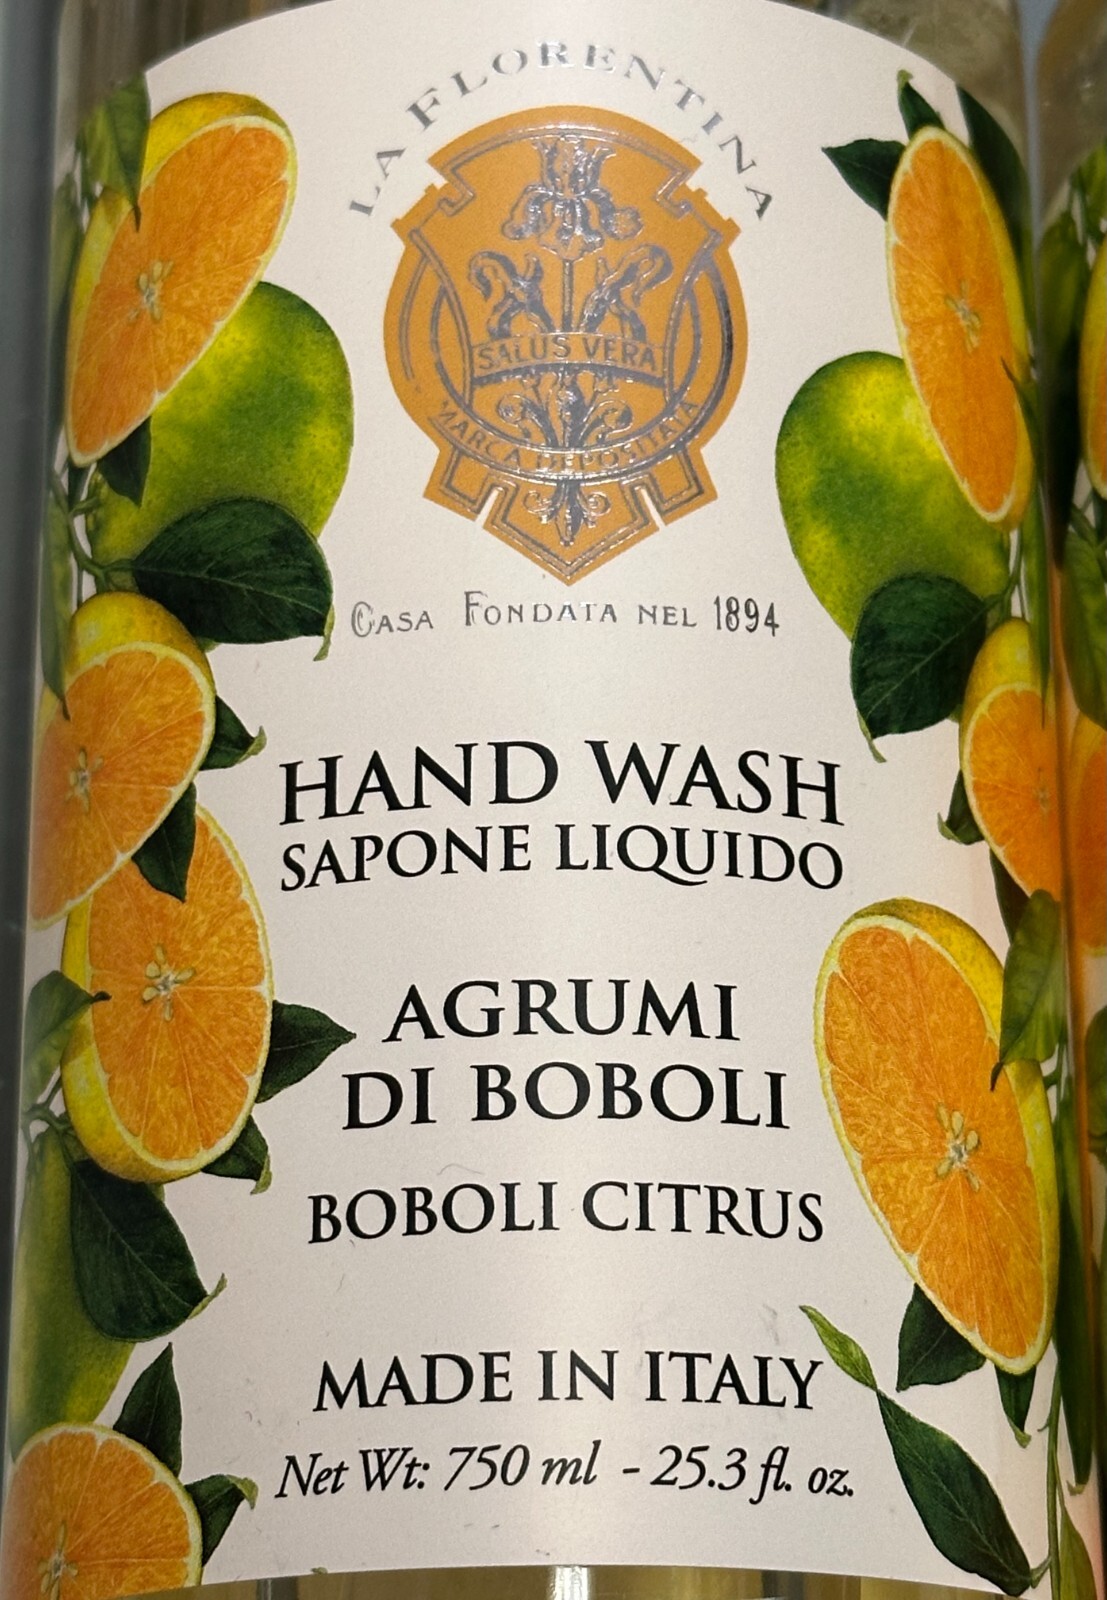 LA FLORENTINA
SALUS VERA
MARCA DEPOSITATA
CASA FONDATA NEL 1894
HAND WASH
SAPONE LIQUIDO
AGRUMI
DI BOBOLI
BOBOLI CITRUS
MADE IN ITALY
Net Wt: 750 ml - 25.3 fl. oz.